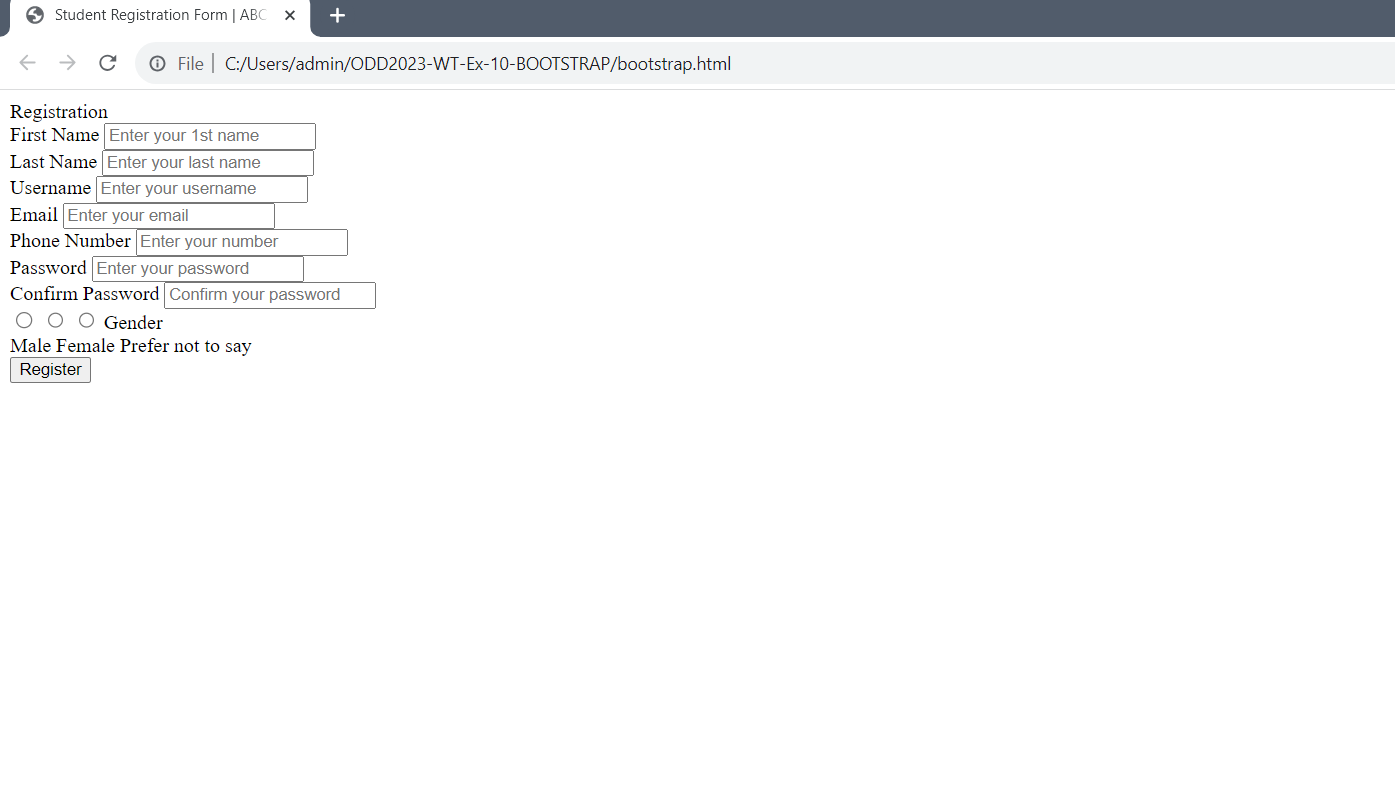 Student Registration Form | ABC
File | C:/Users/admin/ODD2023-WT-Ex-10-BOOTSTRAP/bootstrap.html
Registration
First Name Enter your 1st name
Last Name Enter your last name
Username Enter your username
Email Enter your email
Phone Number Enter your number
Password Enter your password
Confirm Password Confirm your password
Gender
Male Female Prefer not to say
Register